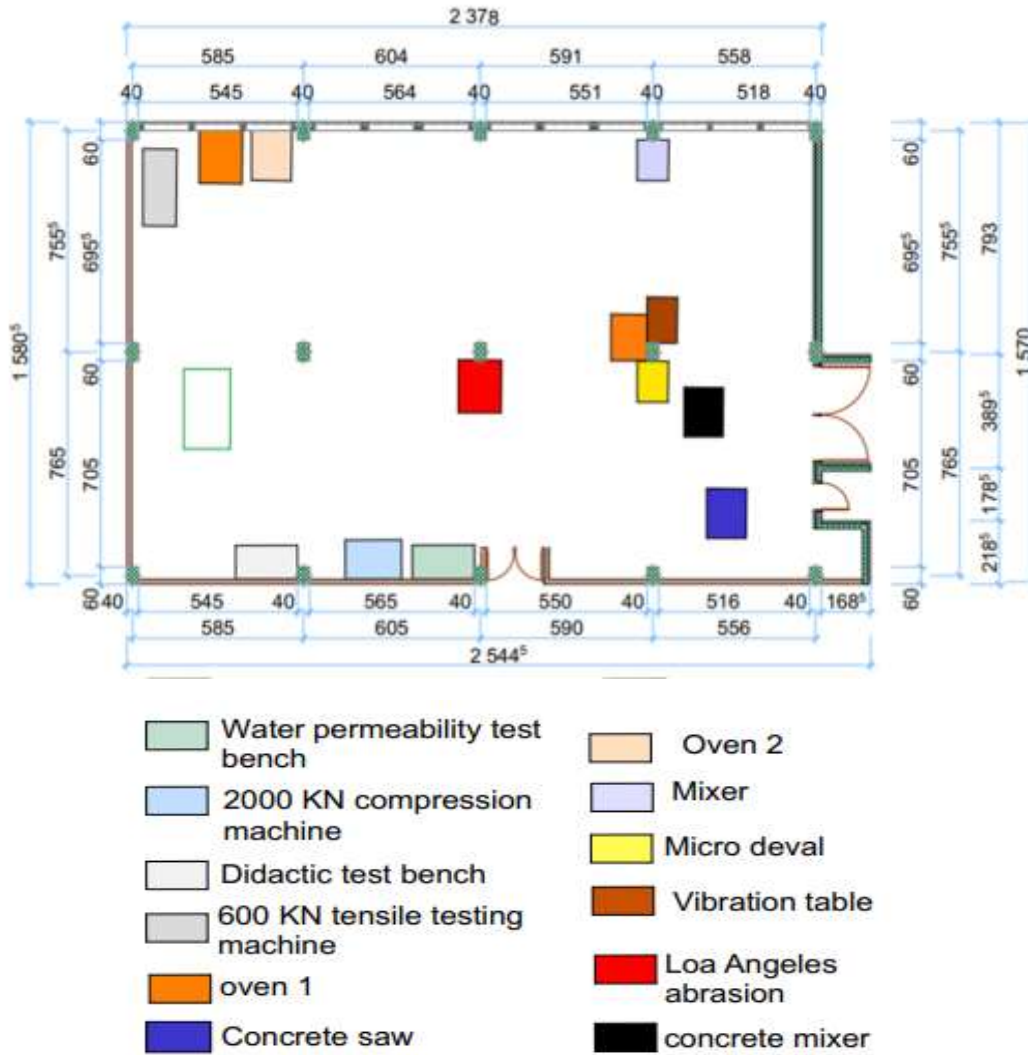 2 378
585 604 591 558
40 545 40 564 40 551 40 518 40
60 60
755⁵ 695⁵ 695⁵ 755⁵ 793
1 580⁵ 1 570
60 60
389⁵
765 705 705 765
178⁵
218⁵
60 40 545 40 565 40 550 40 516 40 168⁵ 60
585 605 590 556
2 544⁵
Water permeability test
bench
2000 KN compression
machine
Didactic test bench
600 KN tensile testing
machine
oven 1
Concrete saw
Oven 2
Mixer
Micro deval
Vibration table
Loa Angeles
abrasion
concrete mixer